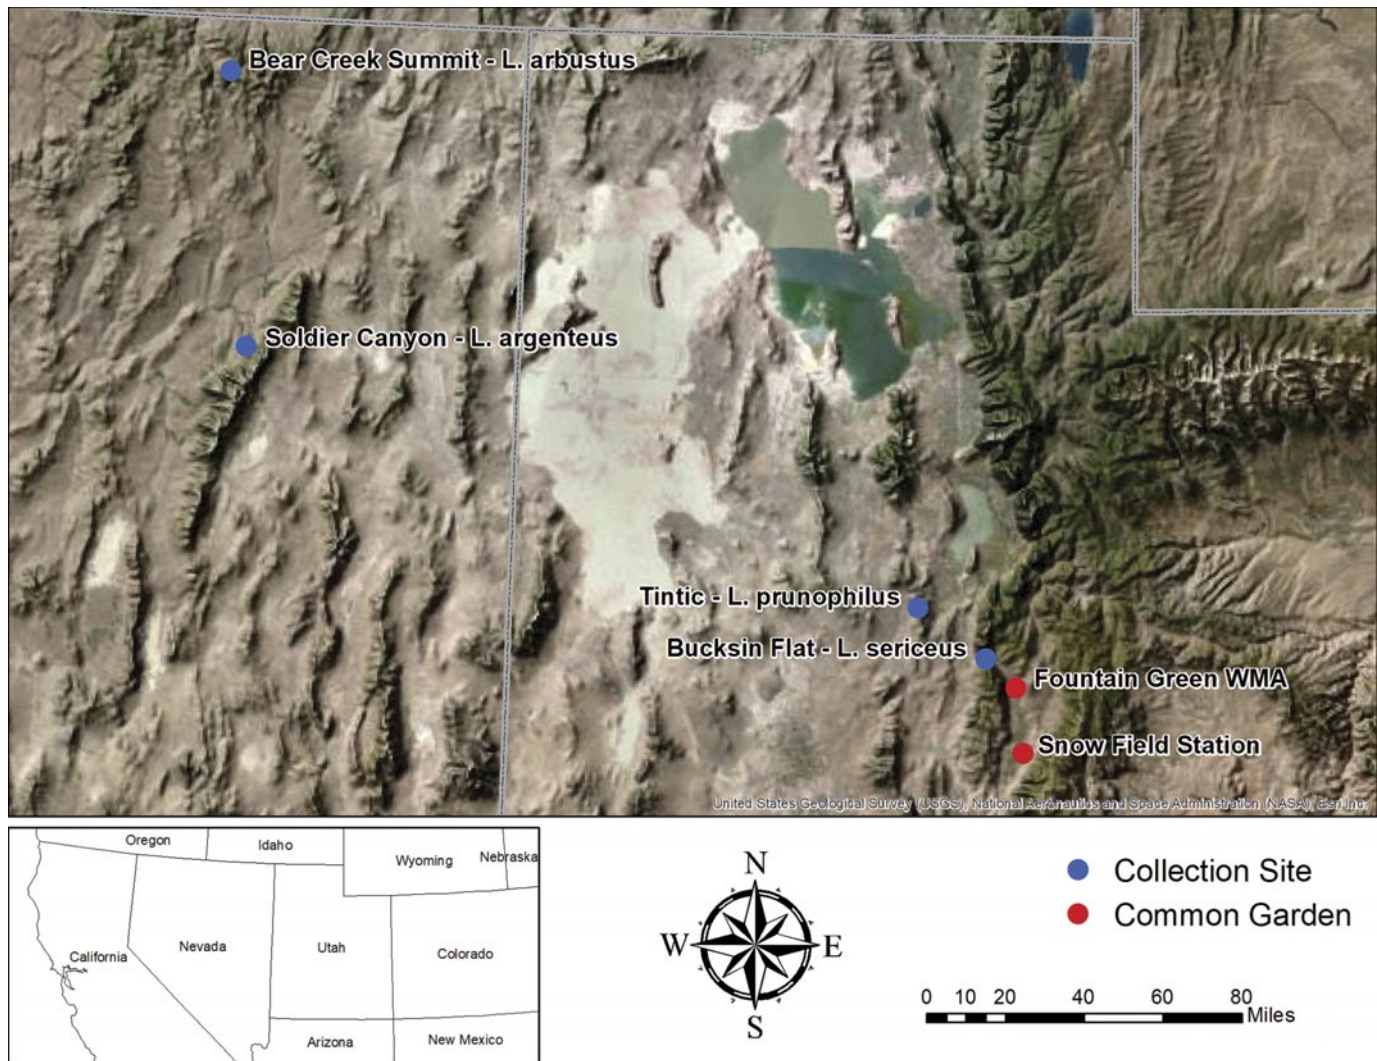 Bear Creek Summit - L. arbustus
Soldier Canyon - L. argenteus
Tintic - L. prunophilus
Bucksin Flat - L. sericeus
Fountain Green WMA
Snow Field Station
United States Geological Survey (USGS), National Aeronautics and Space Administration (NASA), Esri Inc.
Oregon
Idaho
Wyoming
Nebraska
California
Nevada
Utah
Colorado
Arizona
New Mexico
N
W
E
S
Collection Site
Common Garden
0 10 20 40 60 80
Miles